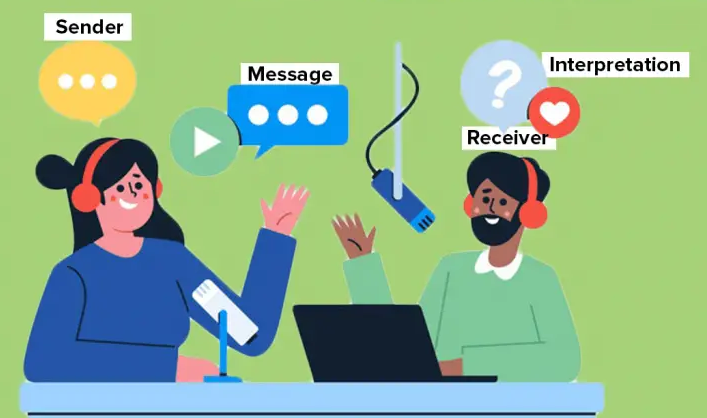 Sender
Message
Interpretation
Receiver